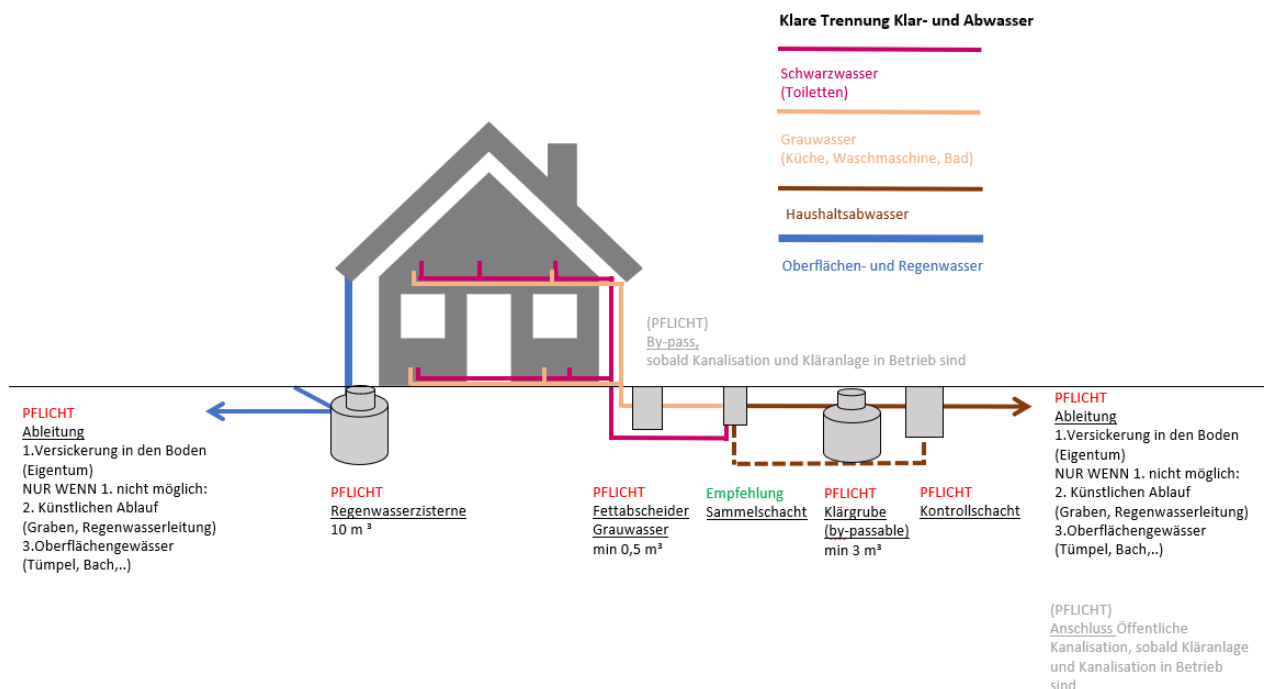 Klare Trennung Klar- und Abwasser
Schwarzwasser
(Toiletten)
Grauwasser
(Küche, Waschmaschine, Bad)
Haushaltsabwasser
Oberflächen- und Regenwasser
(PFLICHT)
By-pass,
sobald Kanalisation und Kläranlage in Betrieb sind
PFLICHT
Ableitung
1.Versickerung in den Boden
(Eigentum)
NUR WENN 1. nicht möglich:
2. Künstlichen Ablauf
(Graben, Regenwasserleitung)
3.Oberflächengewässer
(Tümpel, Bach,..)
PFLICHT
Regenwasserzisterne
10 m ³
PFLICHT
Fettabscheider
Grauwasser
min 0,5 m³
Empfehlung
Sammelschacht
PFLICHT
Klärgrube
(by-passable)
min 3 m³
PFLICHT
Kontrollschacht
PFLICHT
Ableitung
1.Versickerung in den Boden
(Eigentum)
NUR WENN 1. nicht möglich:
2. Künstlichen Ablauf
(Graben, Regenwasserleitung)
3.Oberflächengewässer
(Tümpel, Bach,..)
(PFLICHT)
Anschluss Öffentliche
Kanalisation, sobald Kläranlage
und Kanalisation in Betrieb
sind